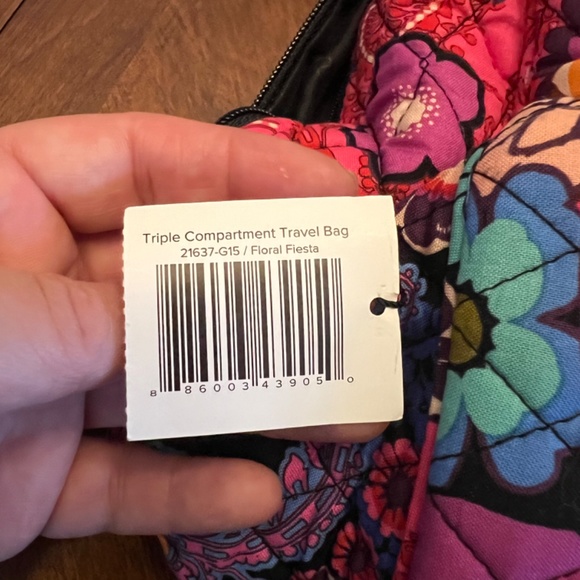 Triple Compartment Travel Bag
21637-G15 / Floral Fiesta
8 86003 43905 0